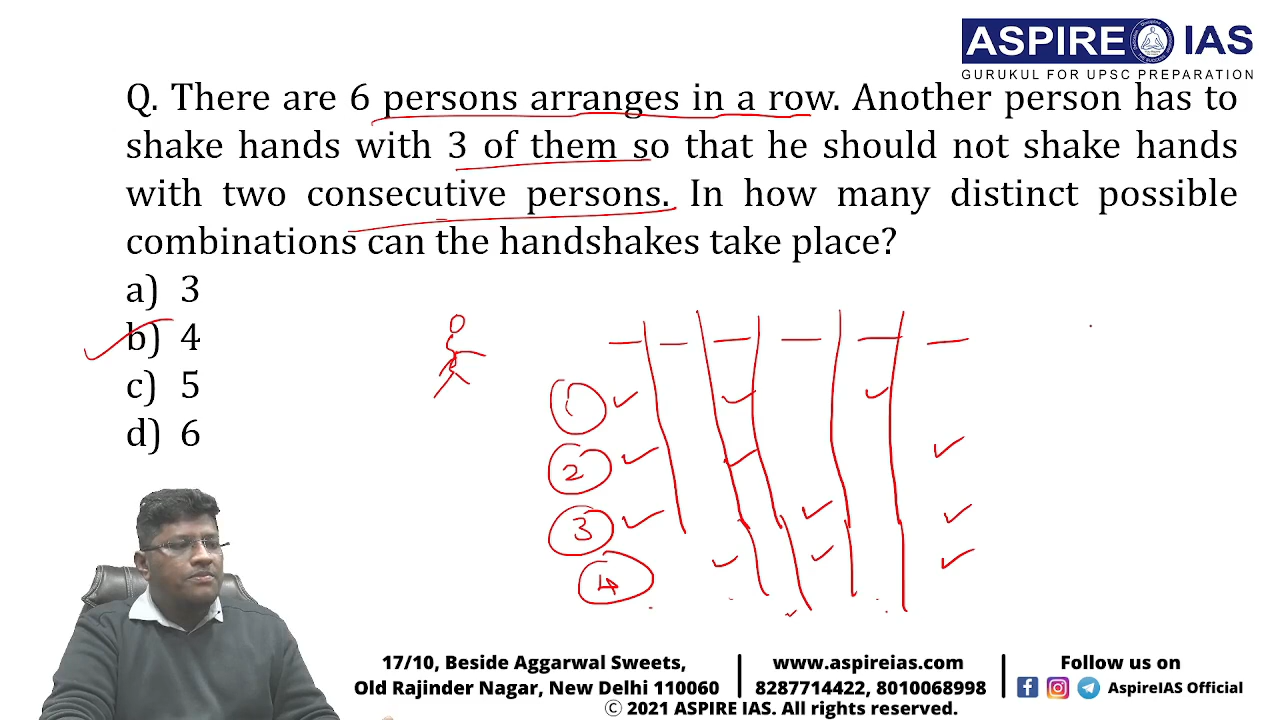 ASPIRE IAS
GURUKUL FOR UPSC PREPARATION
Q. There are 6 persons arranges in a row. Another person has to
shake hands with 3 of them so that he should not shake hands
with two consecutive persons. In how many distinct possible
combinations can the handshakes take place?
a) 3
b) 4
c) 5
d) 6
1
2
3
4
17/10, Beside Aggarwal Sweets,
Old Rajinder Nagar, New Delhi 110060
www.aspireias.com
8287714422, 8010068998
Follow us on
AspireIAS Official
Ⓒ 2021 ASPIRE IAS. All rights reserved.